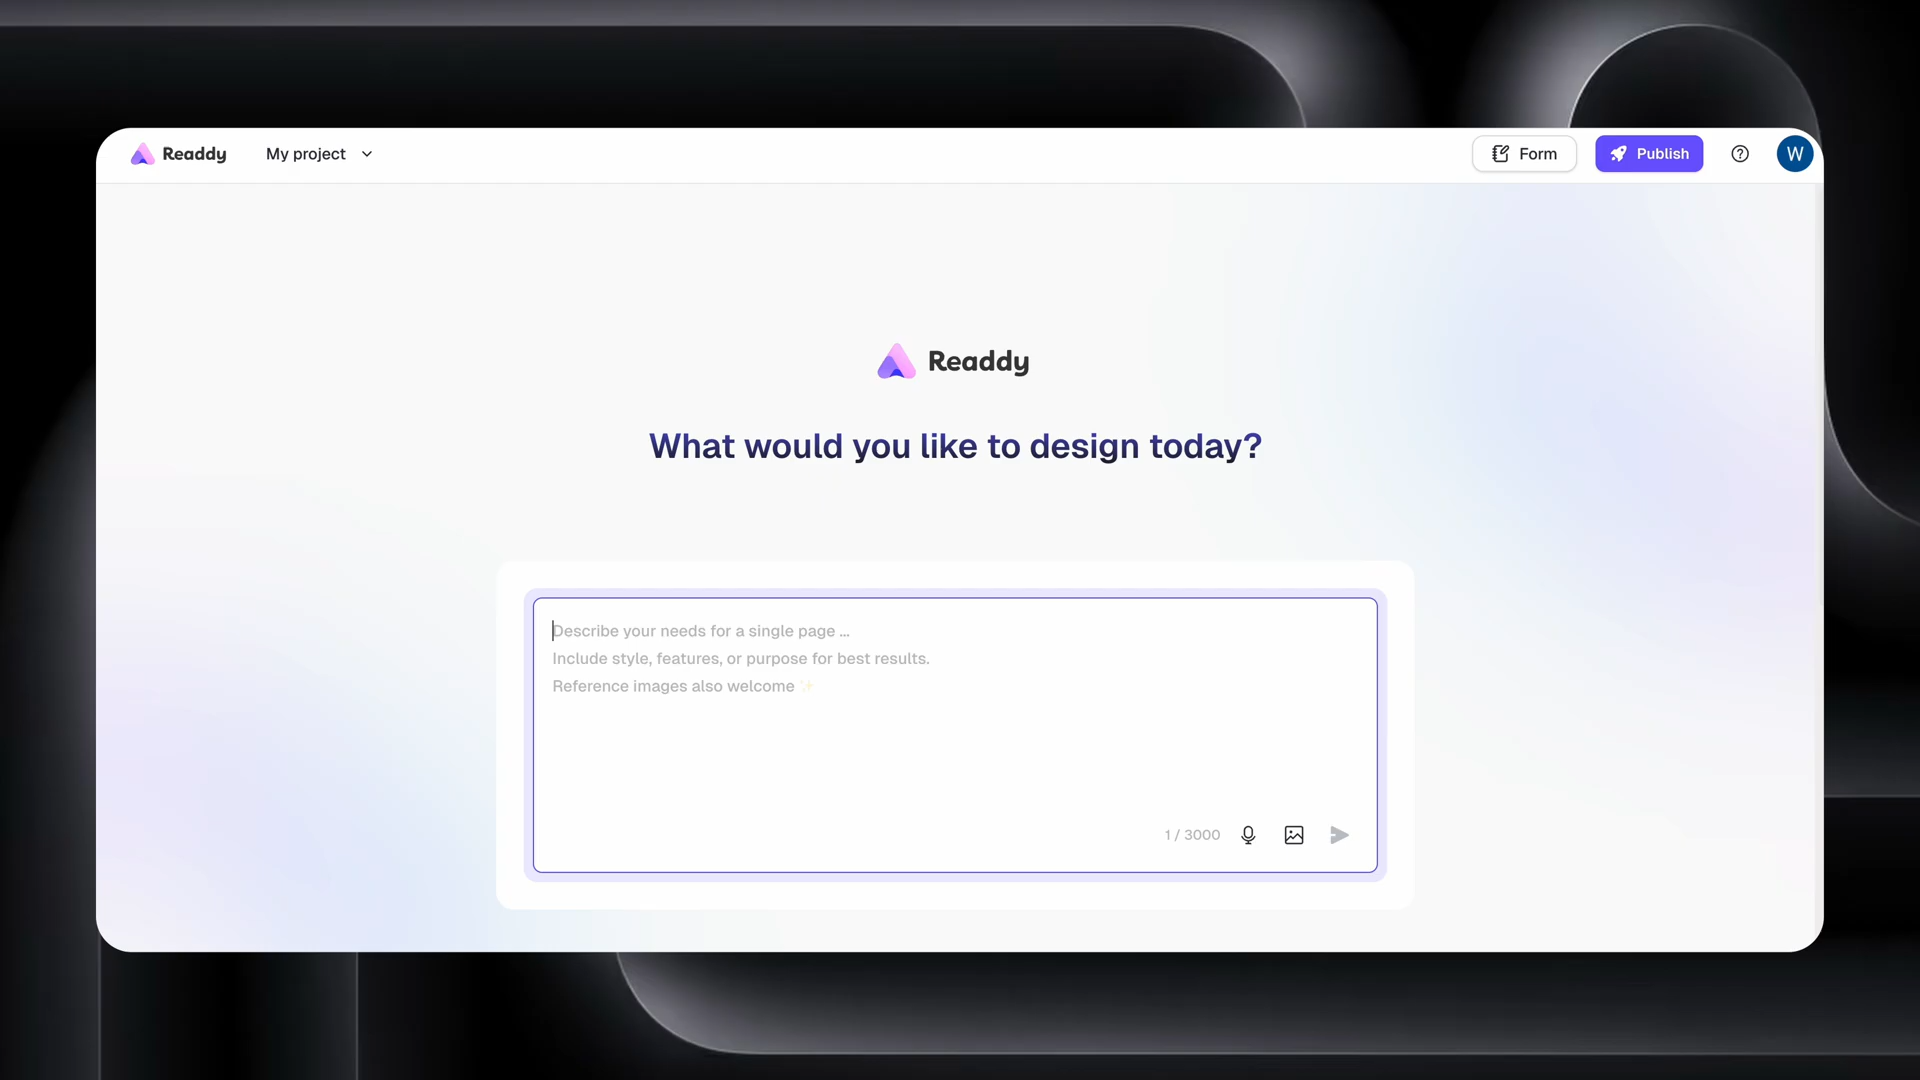 Readdy
My project
Form
Publish
W
Readdy
What would you like to design today?
Describe your needs for a single page ...
Include style, features, or purpose for best results.
Reference images also welcome ✨
1 / 3000